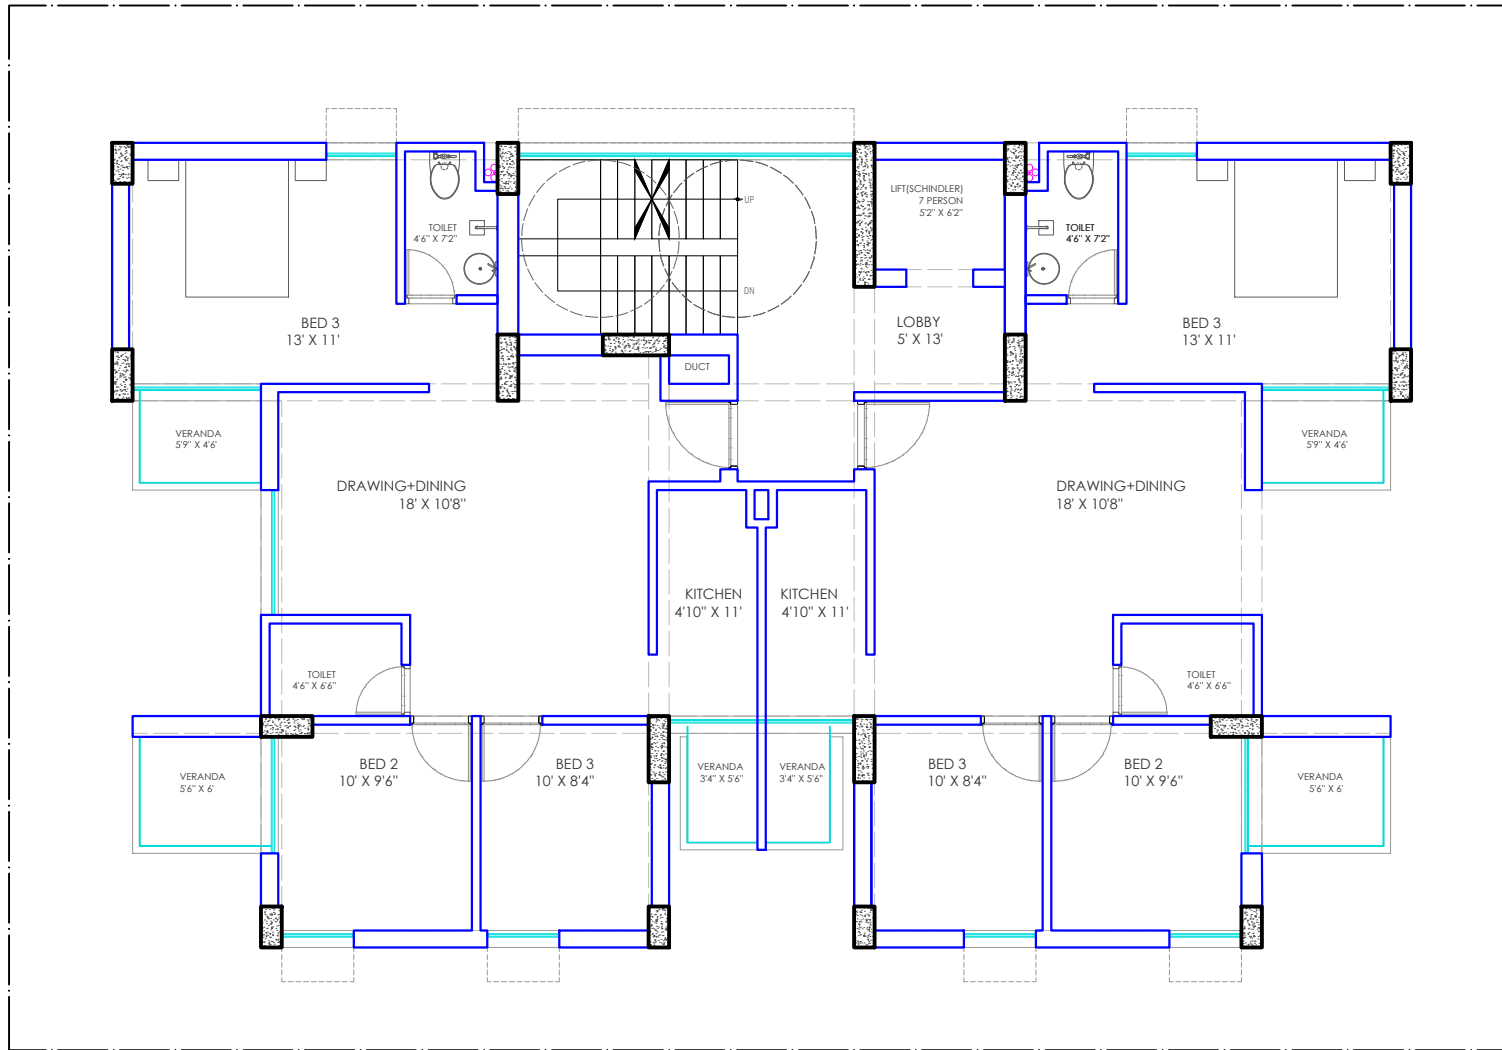 LIFT(SCHINDLER)
7 PERSON
5'2" X 6'2"
UP
TOILET
4'6" X 7'2"
TOILET
4'6" X 7'2"
DN
BED 3
13' X 11'
LOBBY
5' X 13'
BED 3
13' X 11'
DUCT
VERANDA
5'9" X 4'6'
VERANDA
5'9" X 4'6'
DRAWING+DINING
18' X 10'8"
DRAWING+DINING
18' X 10'8"
KITCHEN
4'10" X 11'
KITCHEN
4'10" X 11'
TOILET
4'6" X 6'6"
TOILET
4'6" X 6'6"
VERANDA
5'6" X 6'
BED 2
10' X 9'6"
BED 3
10' X 8'4"
VERANDA
3'4" X 5'6"
VERANDA
3'4" X 5'6"
BED 3
10' X 8'4"
BED 2
10' X 9'6"
VERANDA
5'6" X 6'